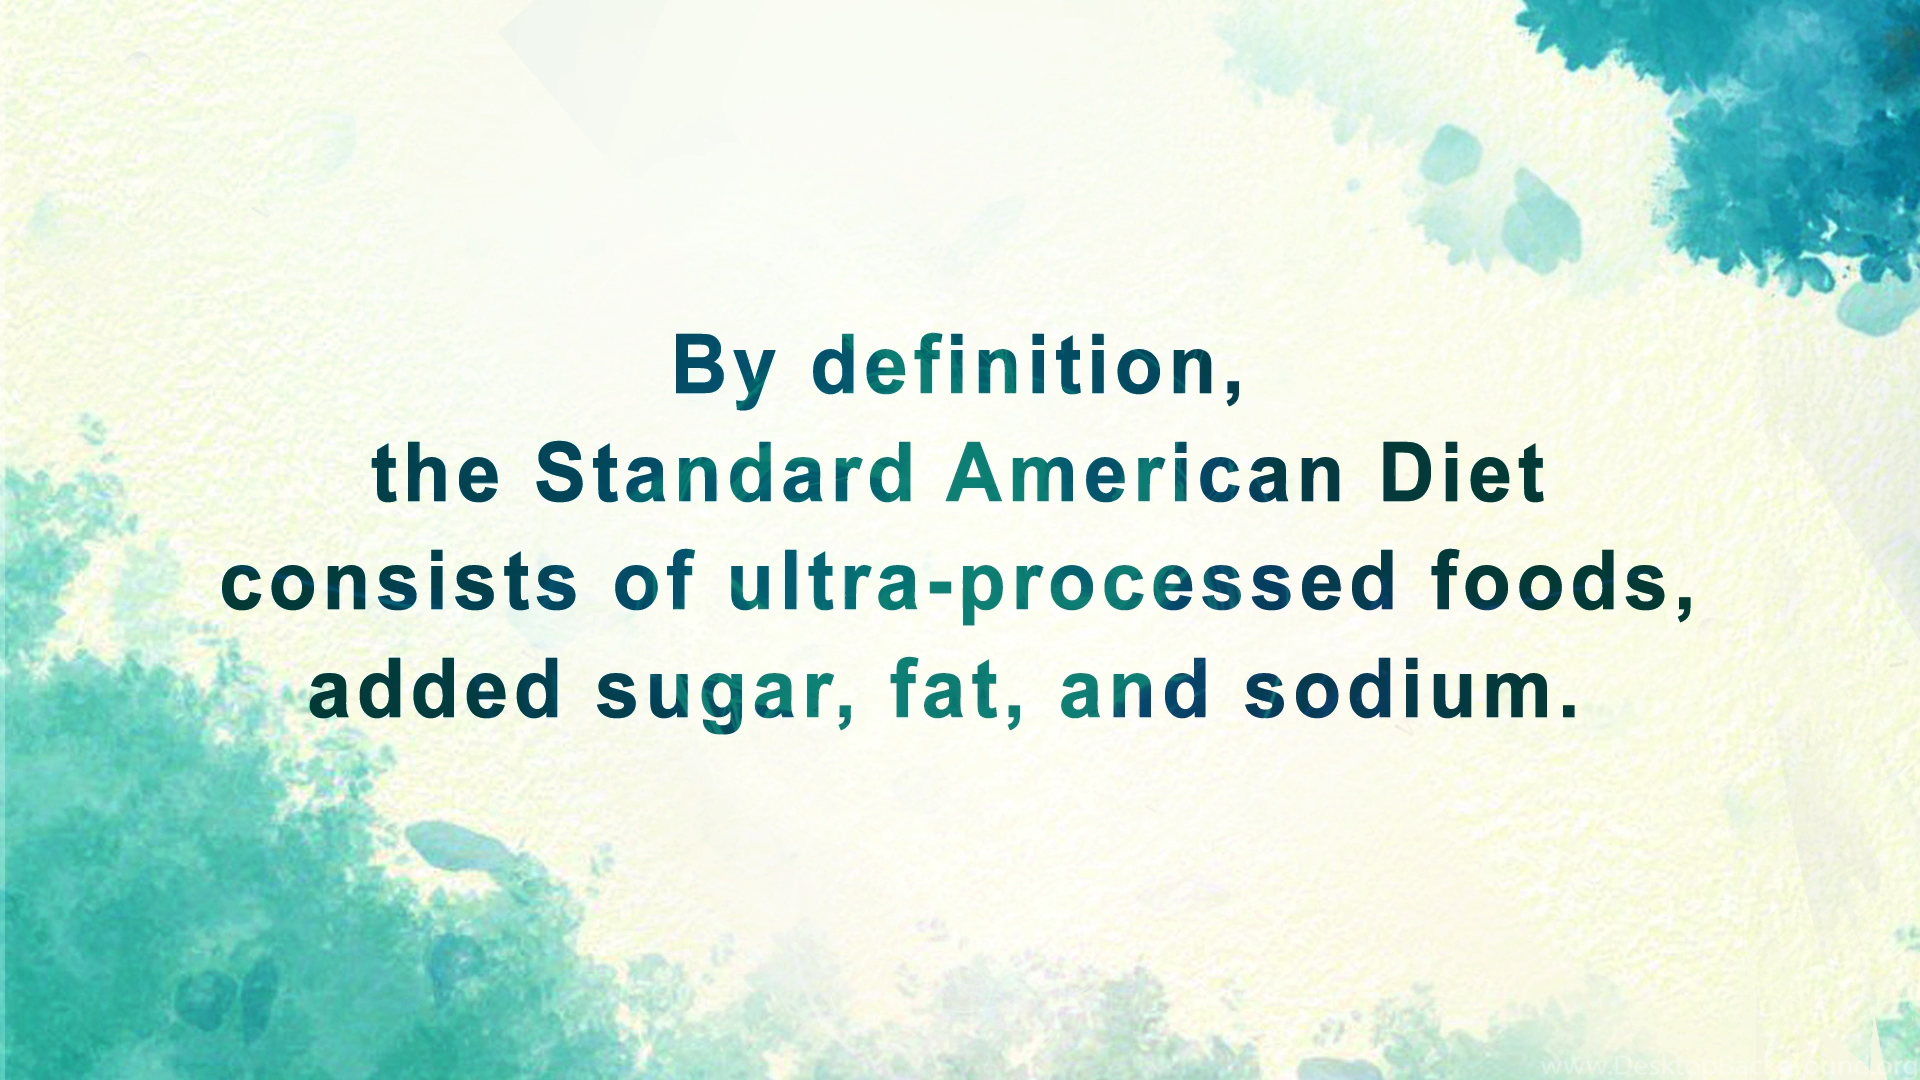 By definition,
the Standard American Diet
consists of ultra-processed foods,
added sugar, fat, and sodium.